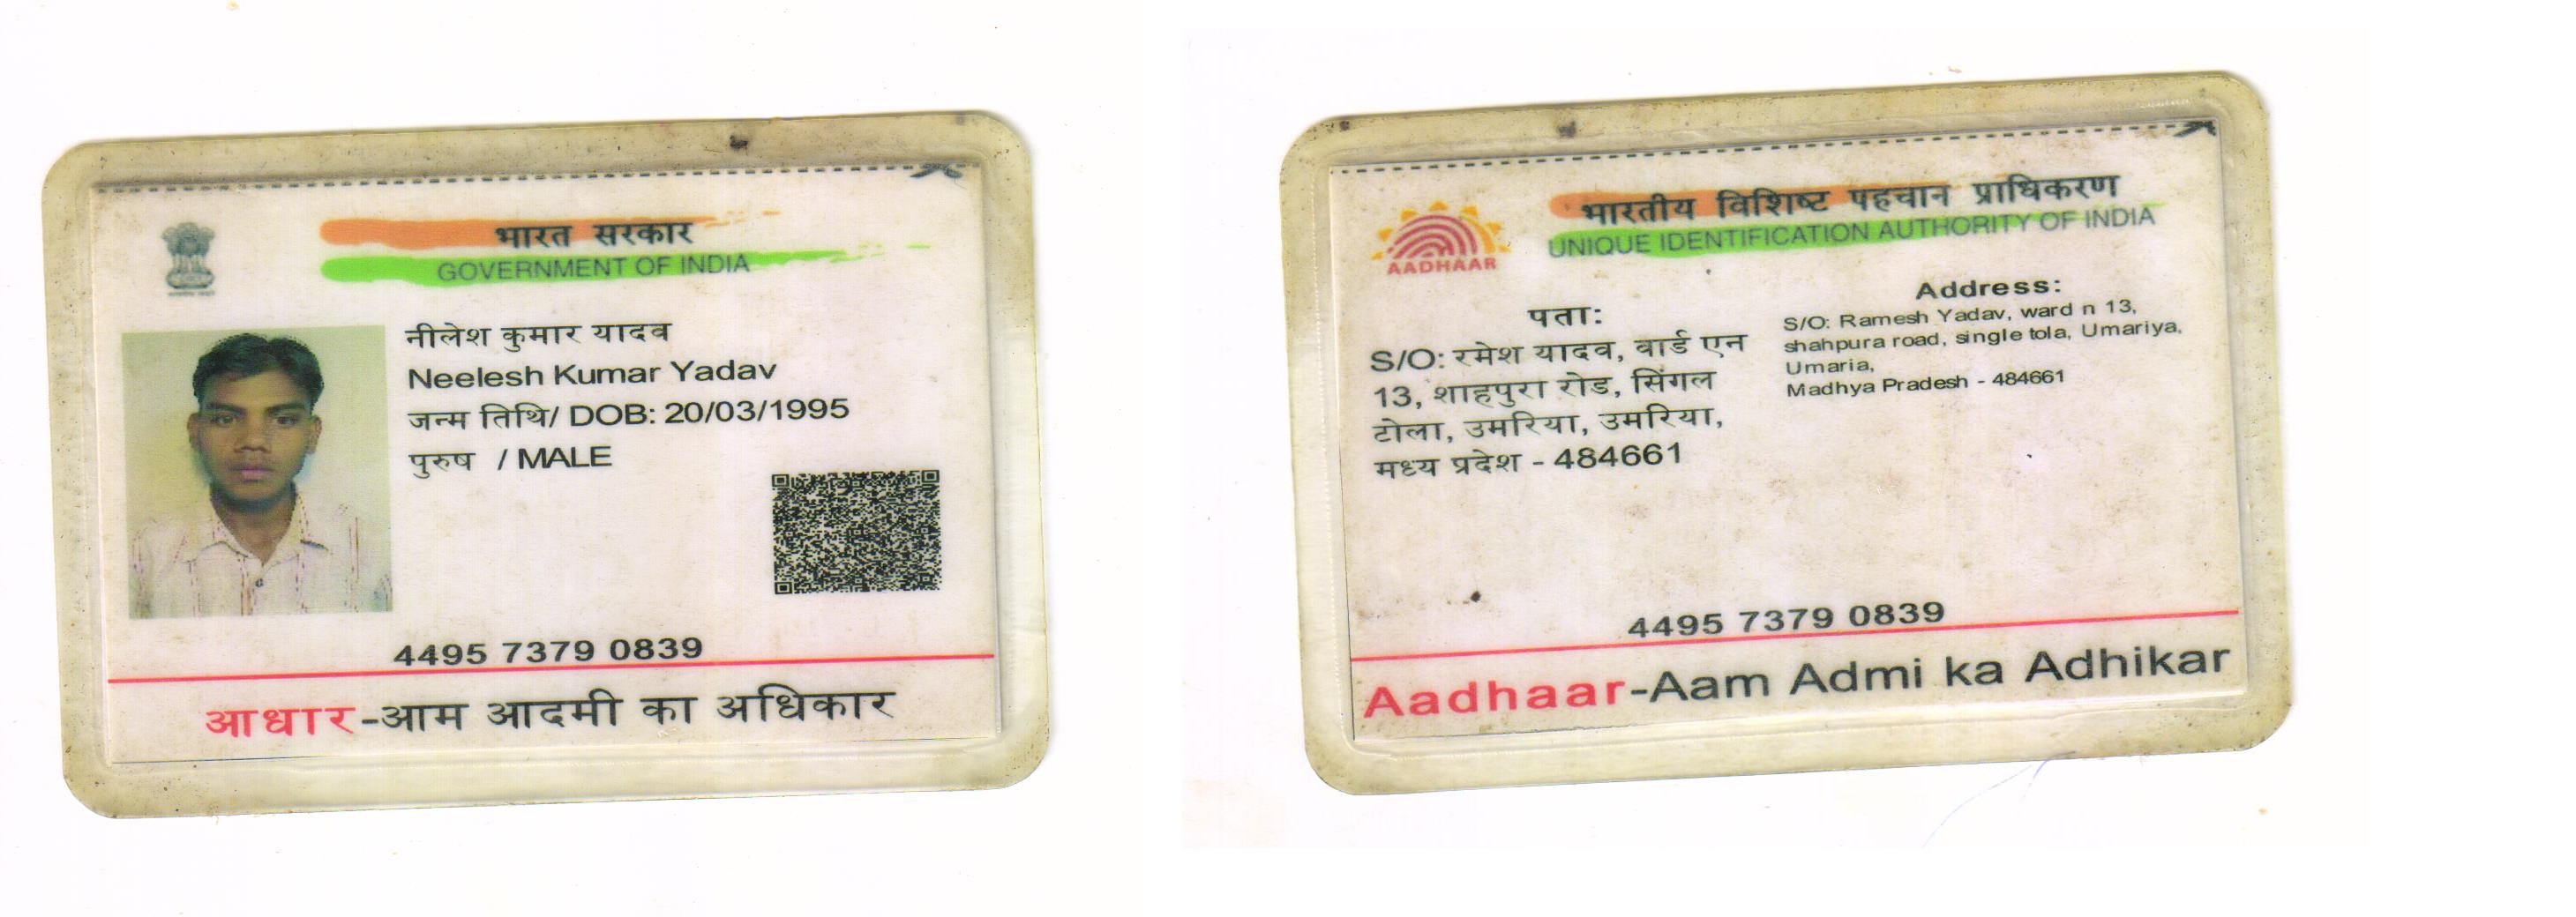 भारत सरकार
GOVERNMENT OF INDIA
नीलेश कुमार यादव
Neelesh Kumar Yadav
जन्म तिथि/ DOB: 20/03/1995
पुरुष / MALE
4495 7379 0839
आधार-आम आदमी का अधिकार
भारतीय विशिष्ट पहचान प्राधिकरण
UNIQUE IDENTIFICATION AUTHORITY OF INDIA
AADHAAR
पता:
S/O: रमेश यादव, वार्ड एन
13, शाहपुरा रोड, सिंगल
टोला, उमरिया, उमरिया,
मध्य प्रदेश - 484661
Address:
S/O: Ramesh Yadav, ward n 13,
shahpura road, single tola, Umariya,
Umaria,
Madhya Pradesh - 484661
4495 7379 0839
Aadhaar-Aam Admi ka Adhikar